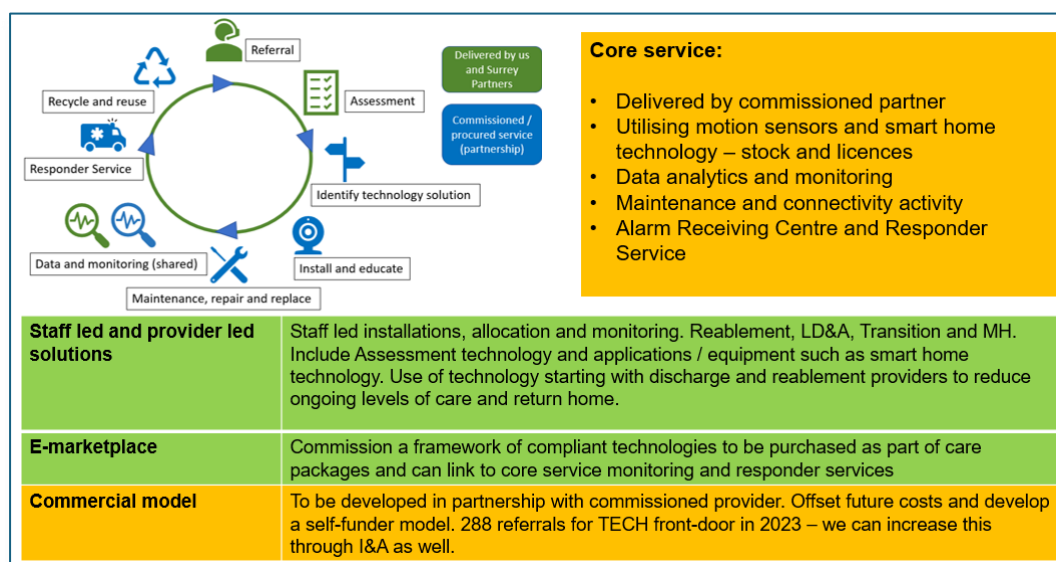 Referral
Assessment
Identify technology solution
Install and educate
Maintenance, repair and replace
Data and monitoring (shared)
Responder Service
Recycle and reuse
Delivered by us
and Surrey
Partners
Commissioned /
procured service
(partnership)
Core service:
• Delivered by commissioned partner
• Utilising motion sensors and smart home
technology – stock and licences
• Data analytics and monitoring
• Maintenance and connectivity activity
• Alarm Receiving Centre and Responder
Service
Staff led and provider led
solutions
Staff led installations, allocation and monitoring. Reablement, LD&A, Transition and MH.
Include Assessment technology and applications / equipment such as smart home
technology. Use of technology starting with discharge and reablement providers to reduce
ongoing levels of care and return home.
E-marketplace
Commission a framework of compliant technologies to be purchased as part of care
packages and can link to core service monitoring and responder services
Commercial model
To be developed in partnership with commissioned provider. Offset future costs and develop
a self-funder model. 288 referrals for TECH front-door in 2023 – we can increase this
through I&A as well.